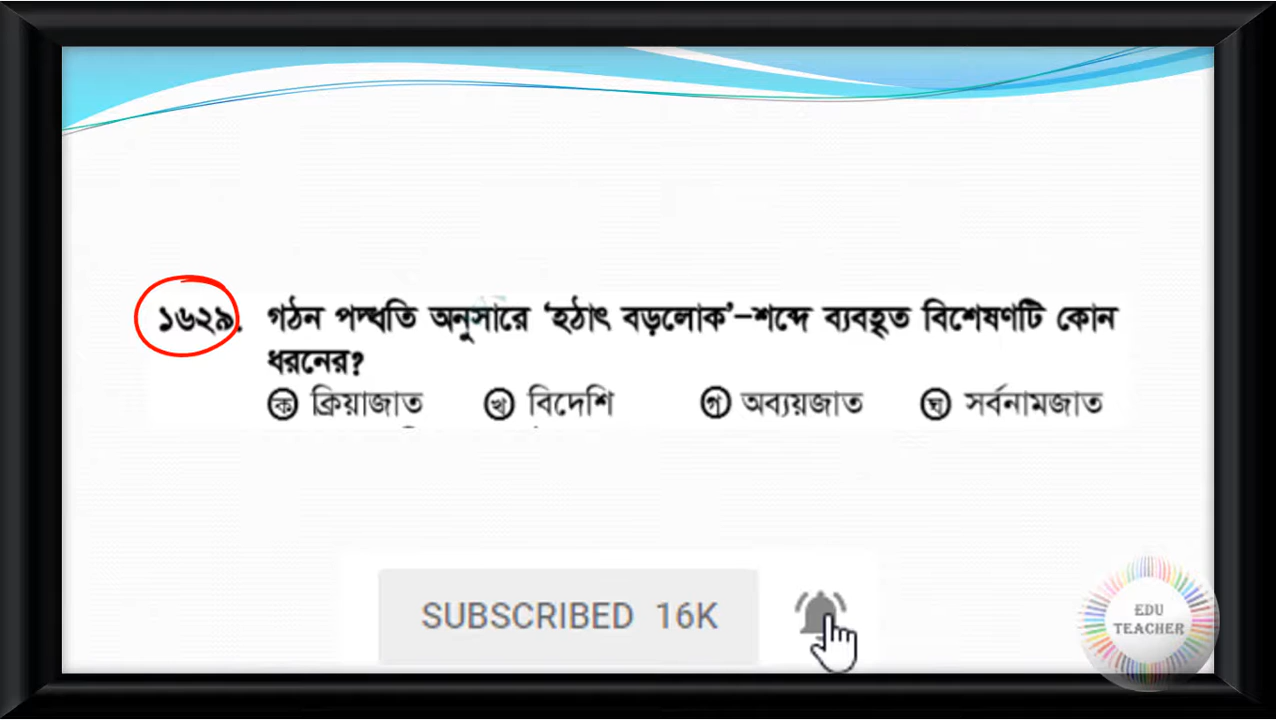 ১৬২৯. গঠন পদ্ধতি অনুসারে ‘হঠাৎ বড়লোক’–শব্দে ব্যবহৃত বিশেষণটি কোন
ধরনের?
ক ক্রিয়াজাত খ বিদেশি গ অব্যয়জাত ঘ সর্বনামজাত
SUBSCRIBED 16K
EDU
TEACHER